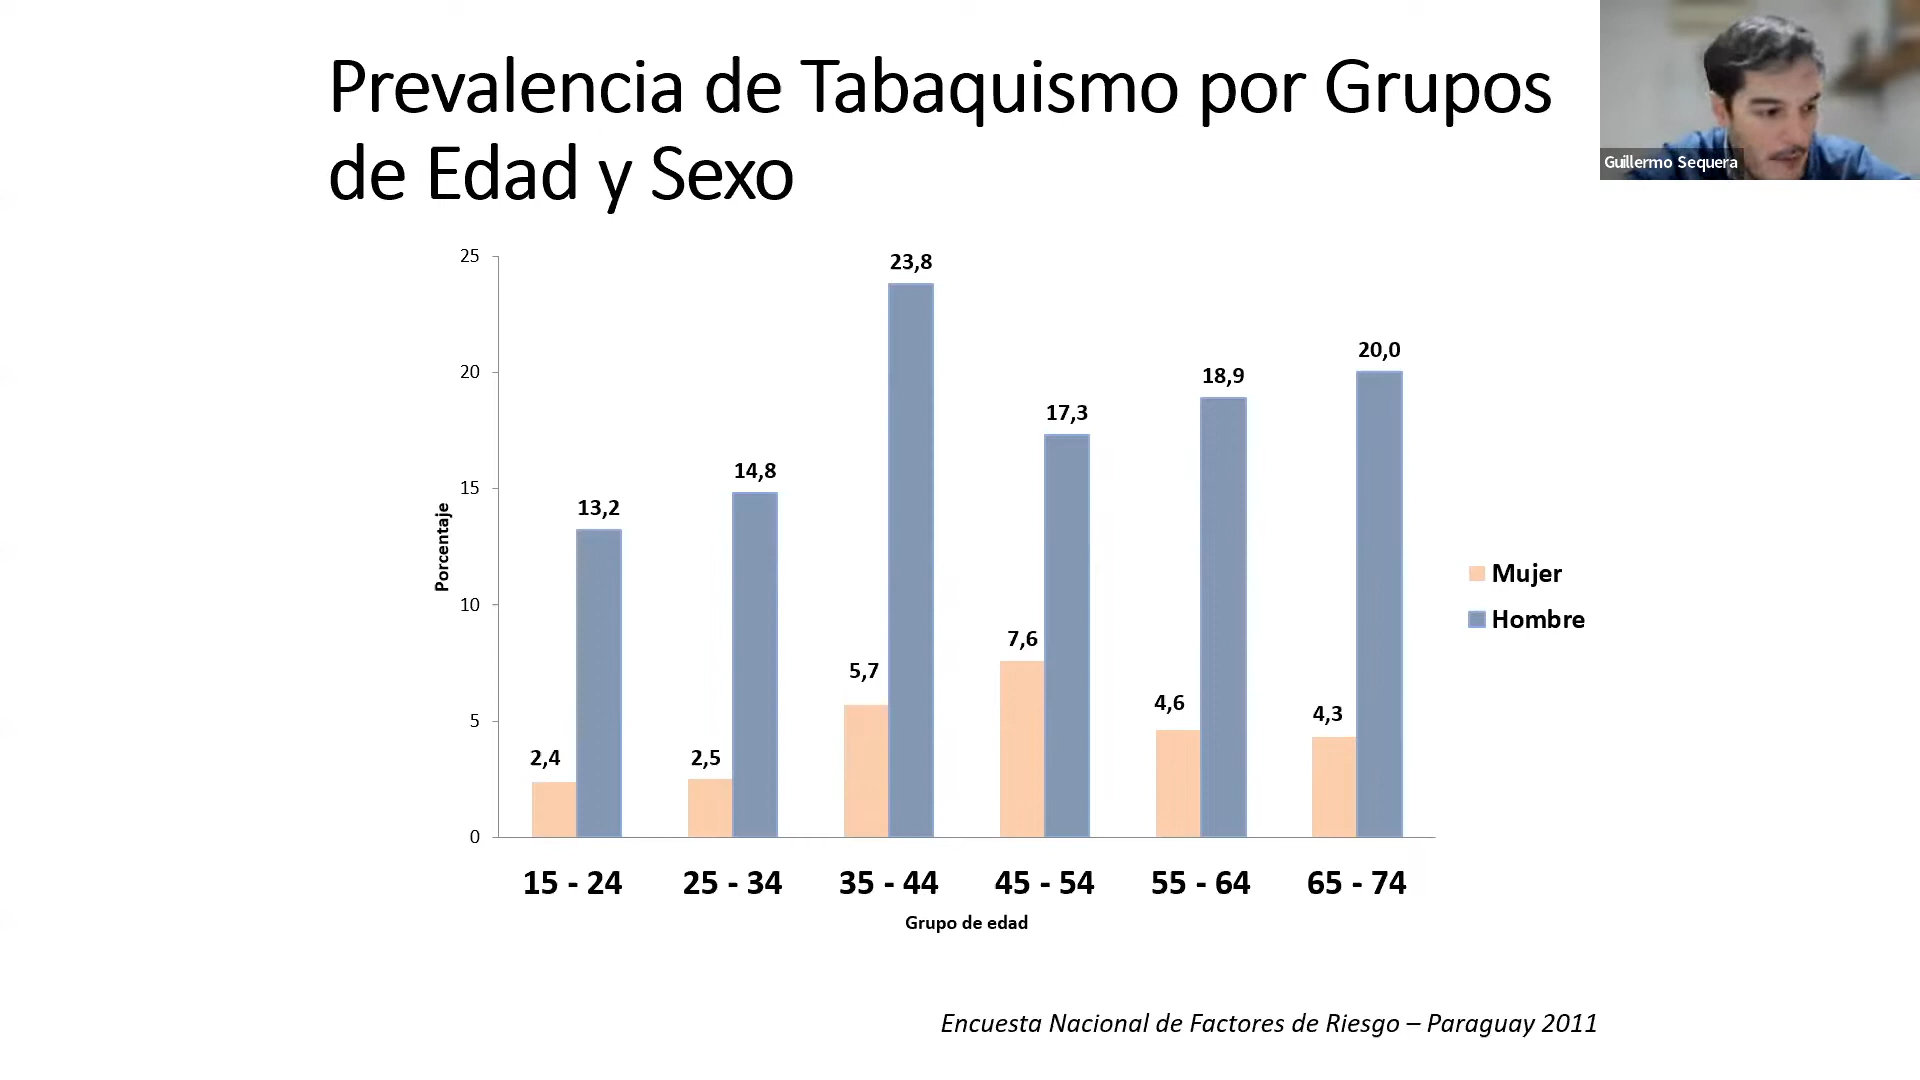 Prevalencia de Tabaquismo por Grupos
de Edad y Sexo
Guillermo Sequera
25
20
15
10
5
0
Porcentaje
2,4
13,2
2,5
14,8
5,7
23,8
7,6
17,3
4,6
18,9
4,3
20,0
Mujer
Hombre
15 - 24
25 - 34
35 - 44
45 - 54
55 - 64
65 - 74
Grupo de edad
Encuesta Nacional de Factores de Riesgo – Paraguay 2011